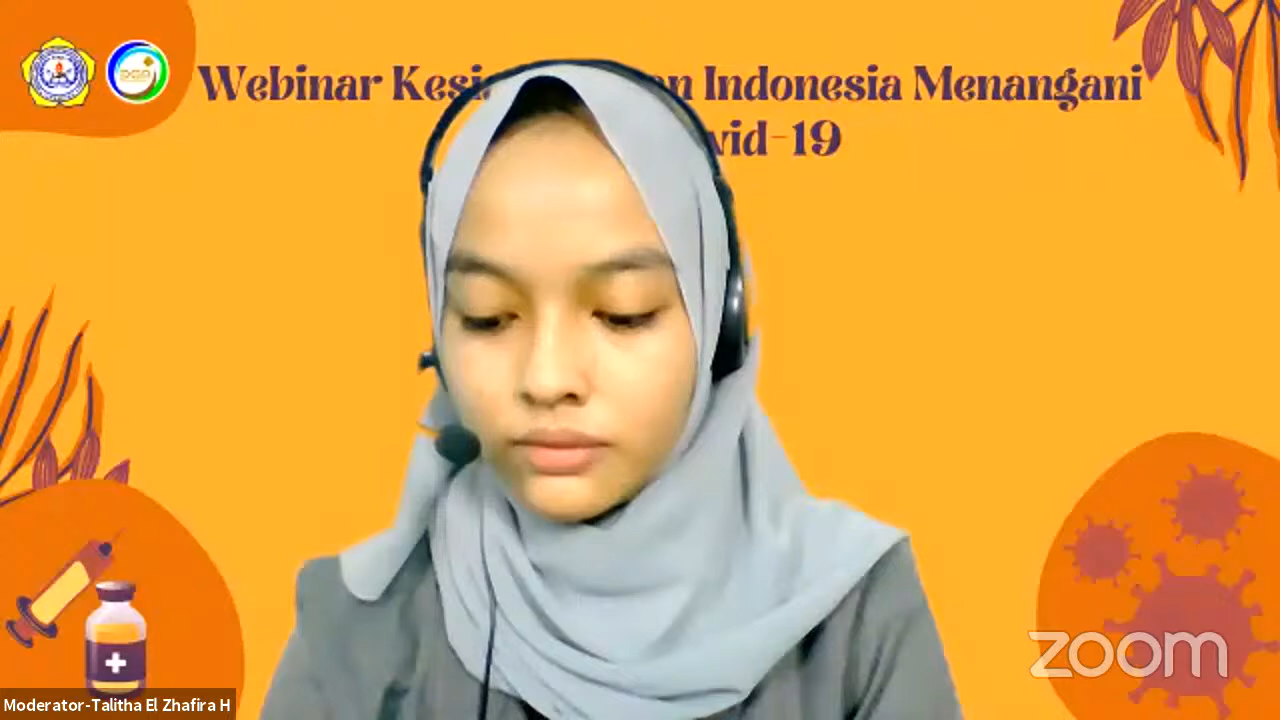 Webinar Kesi n Indonesia Menangani
vid-19
zoom
Moderator-Talitha El Zhafira H